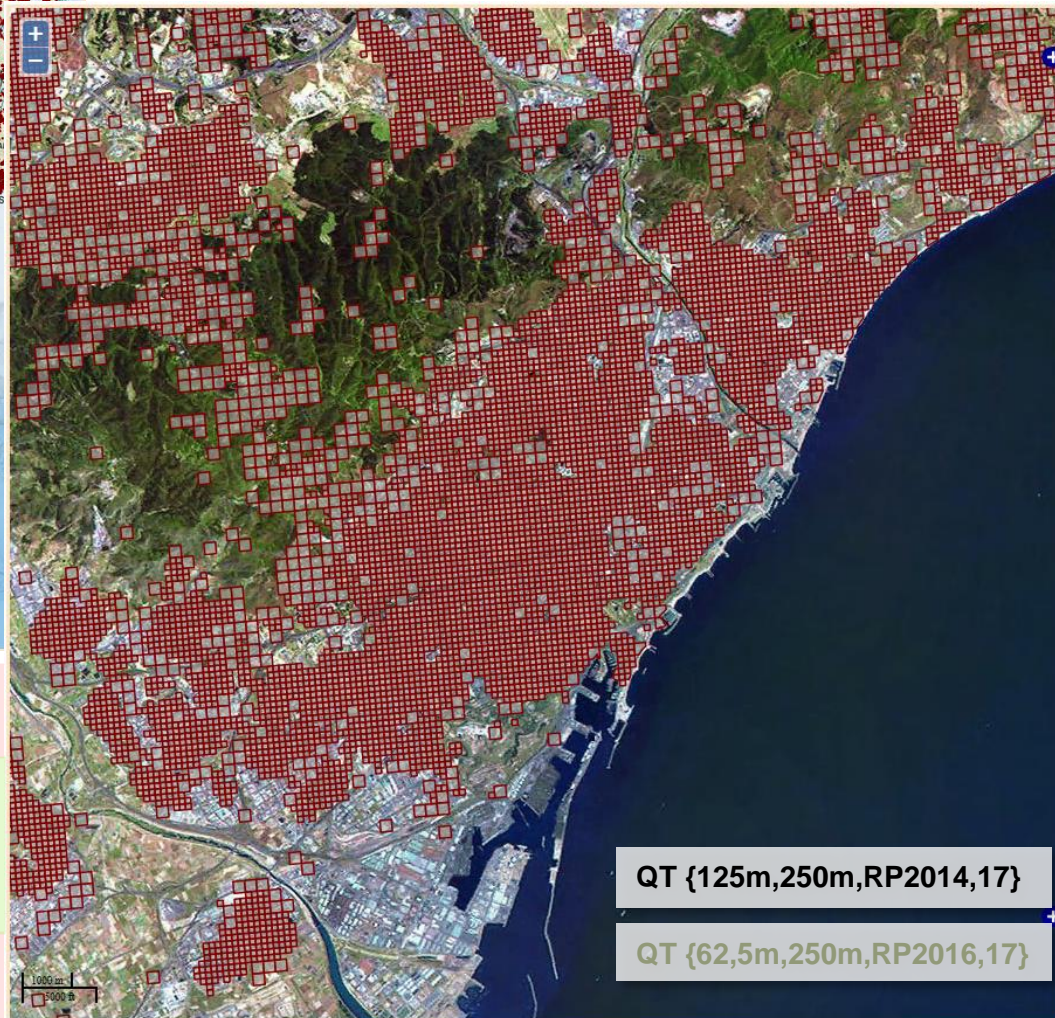 +
−
QT {125m,250m,RP2014,17}
QT {62,5m,250m,RP2016,17}
1000 m
5000 ft